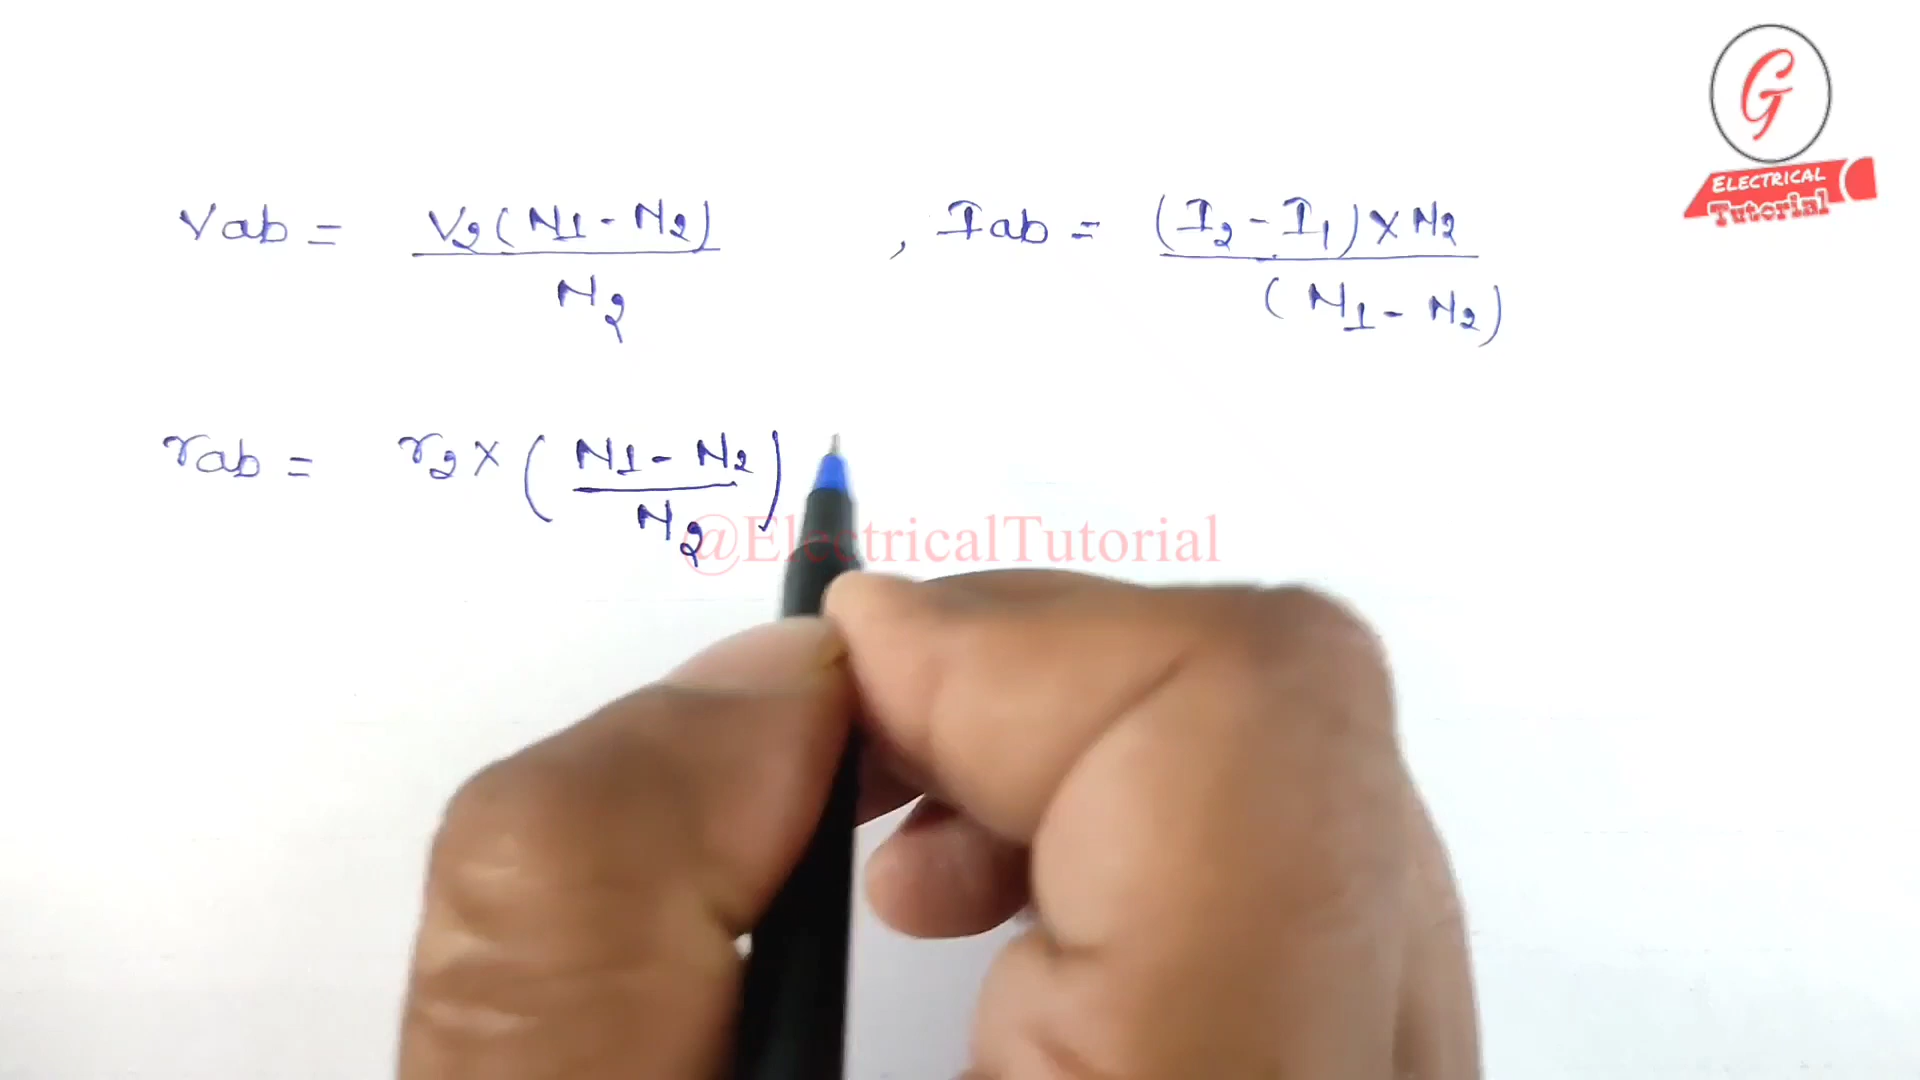 G
ELECTRICAL
Tutorial
Vab = V2(N1 - N2) / N2 , Iab = (I2 - I1) × N2 / (N1 - N2)
rab = r2 × (N1 - N2 / N2)
@ElectricalTutorial